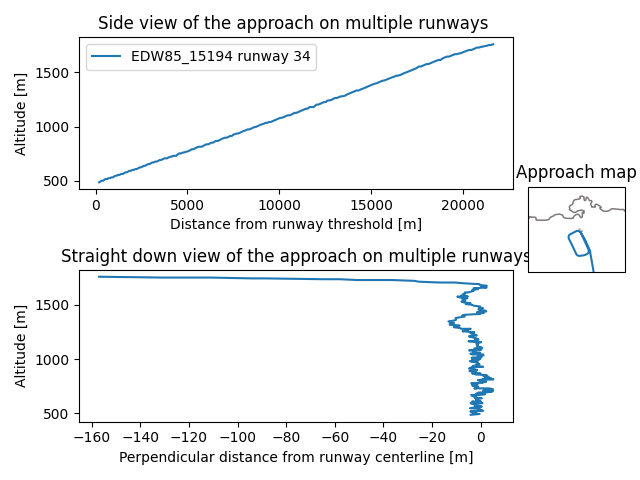 Side view of the approach on multiple runways
EDW85_15194 runway 34
Altitude [m]
1500
1000
500
0
5000
10000
15000
20000
Distance from runway threshold [m]
Approach map
Straight down view of the approach on multiple runways
Altitude [m]
1500
1000
500
−160
−140
−120
−100
−80
−60
−40
−20
0
Perpendicular distance from runway centerline [m]